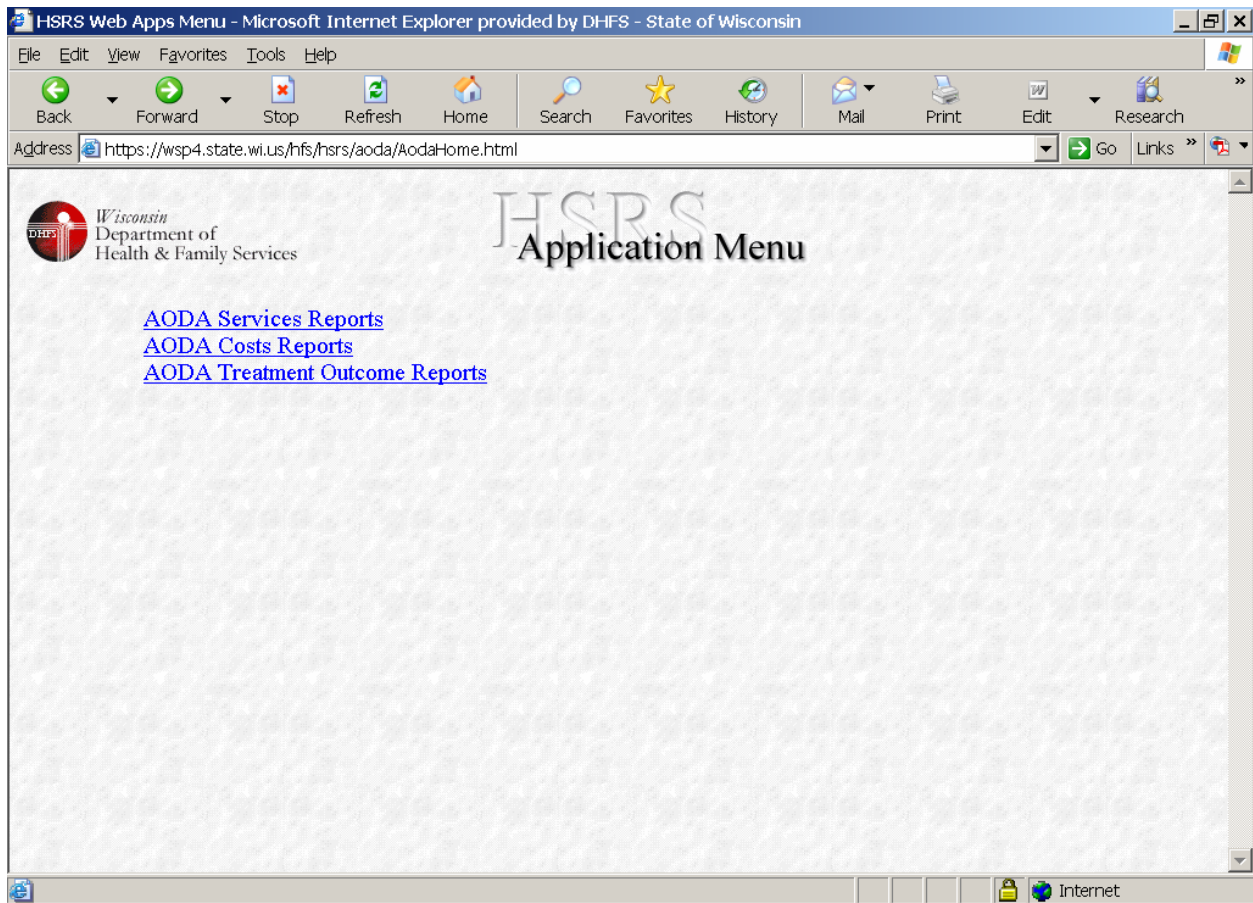 HSRS Web Apps Menu - Microsoft Internet Explorer provided by DHFS - State of Wisconsin
File Edit View Favorites Tools Help
Back Forward Stop Refresh Home Search Favorites History Mail Print Edit Research »
Address https://wsp4.state.wi.us/hfs/hsrs/aoda/AodaHome.html Go Links »
HSRS
Application Menu
DHFS
Wisconsin
Department of
Health & Family Services
AODA Services Reports
AODA Costs Reports
AODA Treatment Outcome Reports
Internet